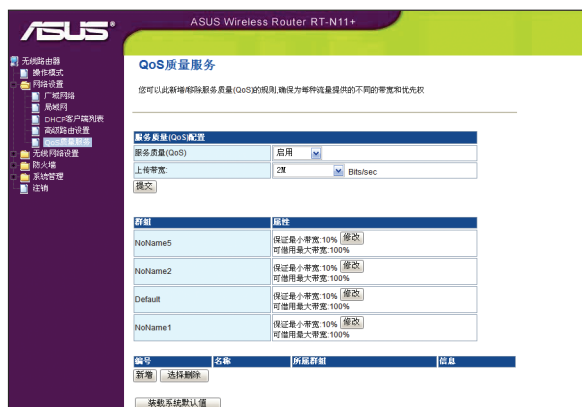 ASUS
ASUS Wireless Router RT-N11+
无线路由器
操作模式
网络设置
广域网络
局域网
DHCP客户端列表
高级路由设置
QoS质量服务
无线网络设置
防火墙
系统管理
注销
QoS质量服务
您可以此新增/移除服务质量(QoS)的规则,确保为每种流量提供的不同的带宽和优先权
服务质量(QoS)配置
服务质量(QoS) 启用
上传带宽: 2M Bits/sec
提交
群组 属性
NoName5 保证最小带宽:10% 修改
可借用最大带宽:100%
NoName2 保证最小带宽:10% 修改
可借用最大带宽:100%
Default 保证最小带宽:10% 修改
可借用最大带宽:100%
NoName1 保证最小带宽:10% 修改
可借用最大带宽:100%
编号 名称 所属群组 信息
新增 选择删除
装载系统默认值